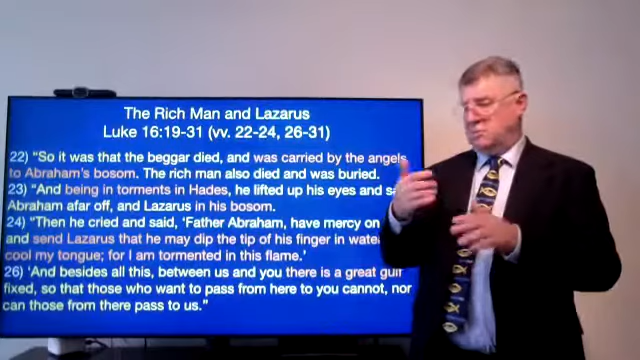 The Rich Man and Lazarus
Luke 16:19-31 (vv. 22-24, 26-31)
22) “So it was that the beggar died, and was carried by the angels
to Abraham's bosom. The rich man also died and was buried.
23) “And being in torments in Hades, he lifted up his eyes and
Abraham afar off, and Lazarus in his bosom.
24) “Then he cried and said, ‘Father Abraham, have mercy on
and send Lazarus that he may dip the tip of his finger in
cool my tongue; for I am tormented in this flame.’
26) ‘And besides all this, between us and you there is a great gulf
fixed, so that those who want to pass from here to you cannot, nor
can those from there pass to us.”